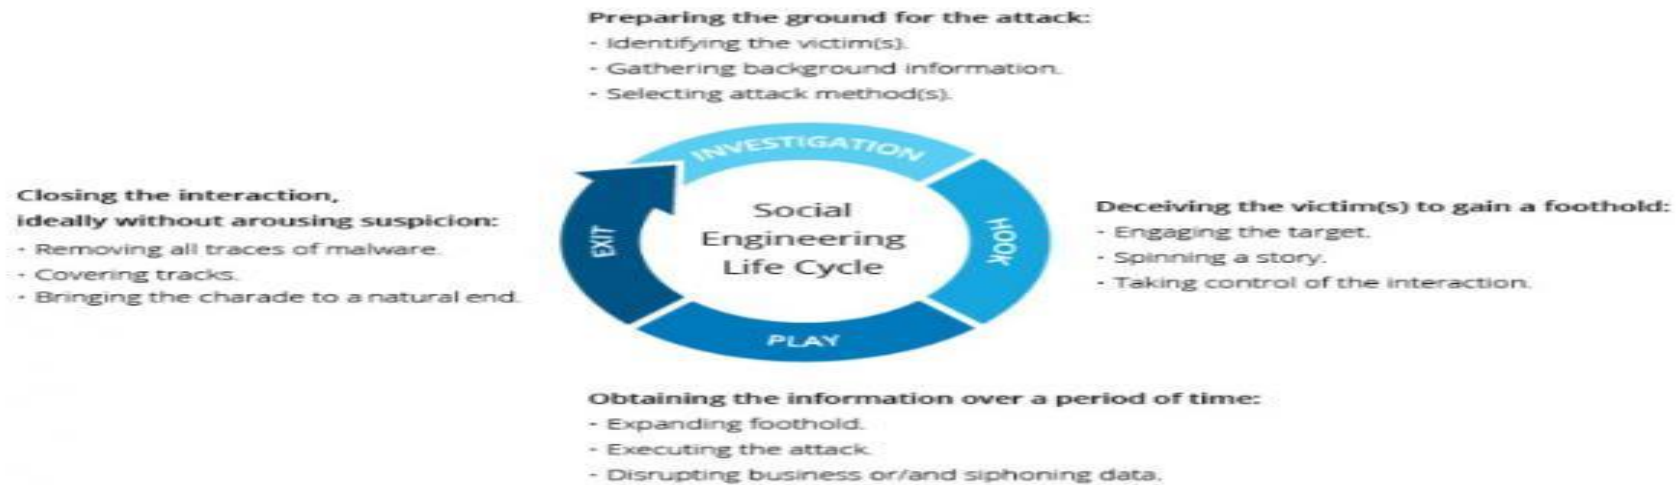 Preparing the ground for the attack:
· Identifying the victim(s).
· Gathering background information.
· Selecting attack method(s).
INVESTIGATION
Closing the interaction,
ideally without arousing suspicion:
· Removing all traces of malware.
· Covering tracks.
· Bringing the charade to a natural end.
EXIT
Social
Engineering
Life Cycle
HOOK
Deceiving the victim(s) to gain a foothold:
· Engaging the target.
· Spinning a story.
· Taking control of the interaction.
PLAY
Obtaining the information over a period of time:
· Expanding foothold.
· Executing the attack.
· Disrupting business or/and siphoning data.